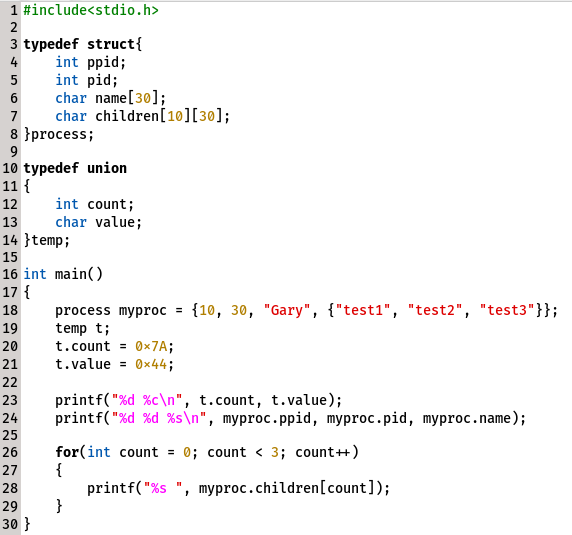 1 #include<stdio.h>
2
3 typedef struct{
4     int ppid;
5     int pid;
6     char name[30];
7     char children[10][30];
8 }process;
9
10 typedef union
11 {
12     int count;
13     char value;
14 }temp;
15
16 int main()
17 {
18     process myproc = {10, 30, "Gary", {"test1", "test2", "test3"}};
19     temp t;
20     t.count = 0x7A;
21     t.value = 0x44;
22
23     printf("%d %c\n", t.count, t.value);
24     printf("%d %d %s\n", myproc.ppid, myproc.pid, myproc.name);
25
26     for(int count = 0; count < 3; count++)
27     {
28         printf("%s ", myproc.children[count]);
29     }
30 }